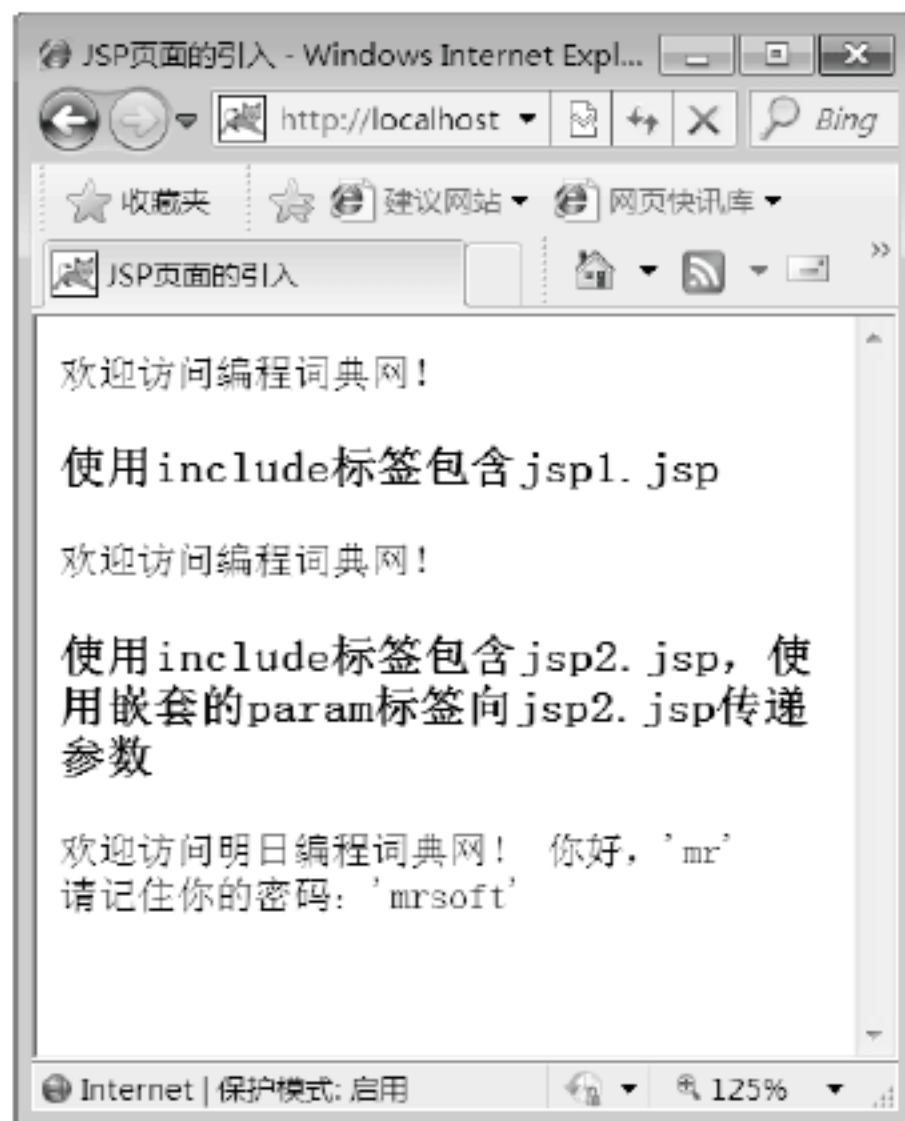 JSP页面的引入 - Windows Internet Expl...
http://localhost
Bing
收藏夹
建议网站
网页快讯库
JSP页面的引入
欢迎访问编程词典网!
使用include标签包含jsp1.jsp
欢迎访问编程词典网!
使用include标签包含jsp2.jsp，使
用嵌套的param标签向jsp2.jsp传递
参数
欢迎访问明日编程词典网! 你好，'mr'
请记住你的密码：'mrsoft'
Internet | 保护模式: 启用
125%